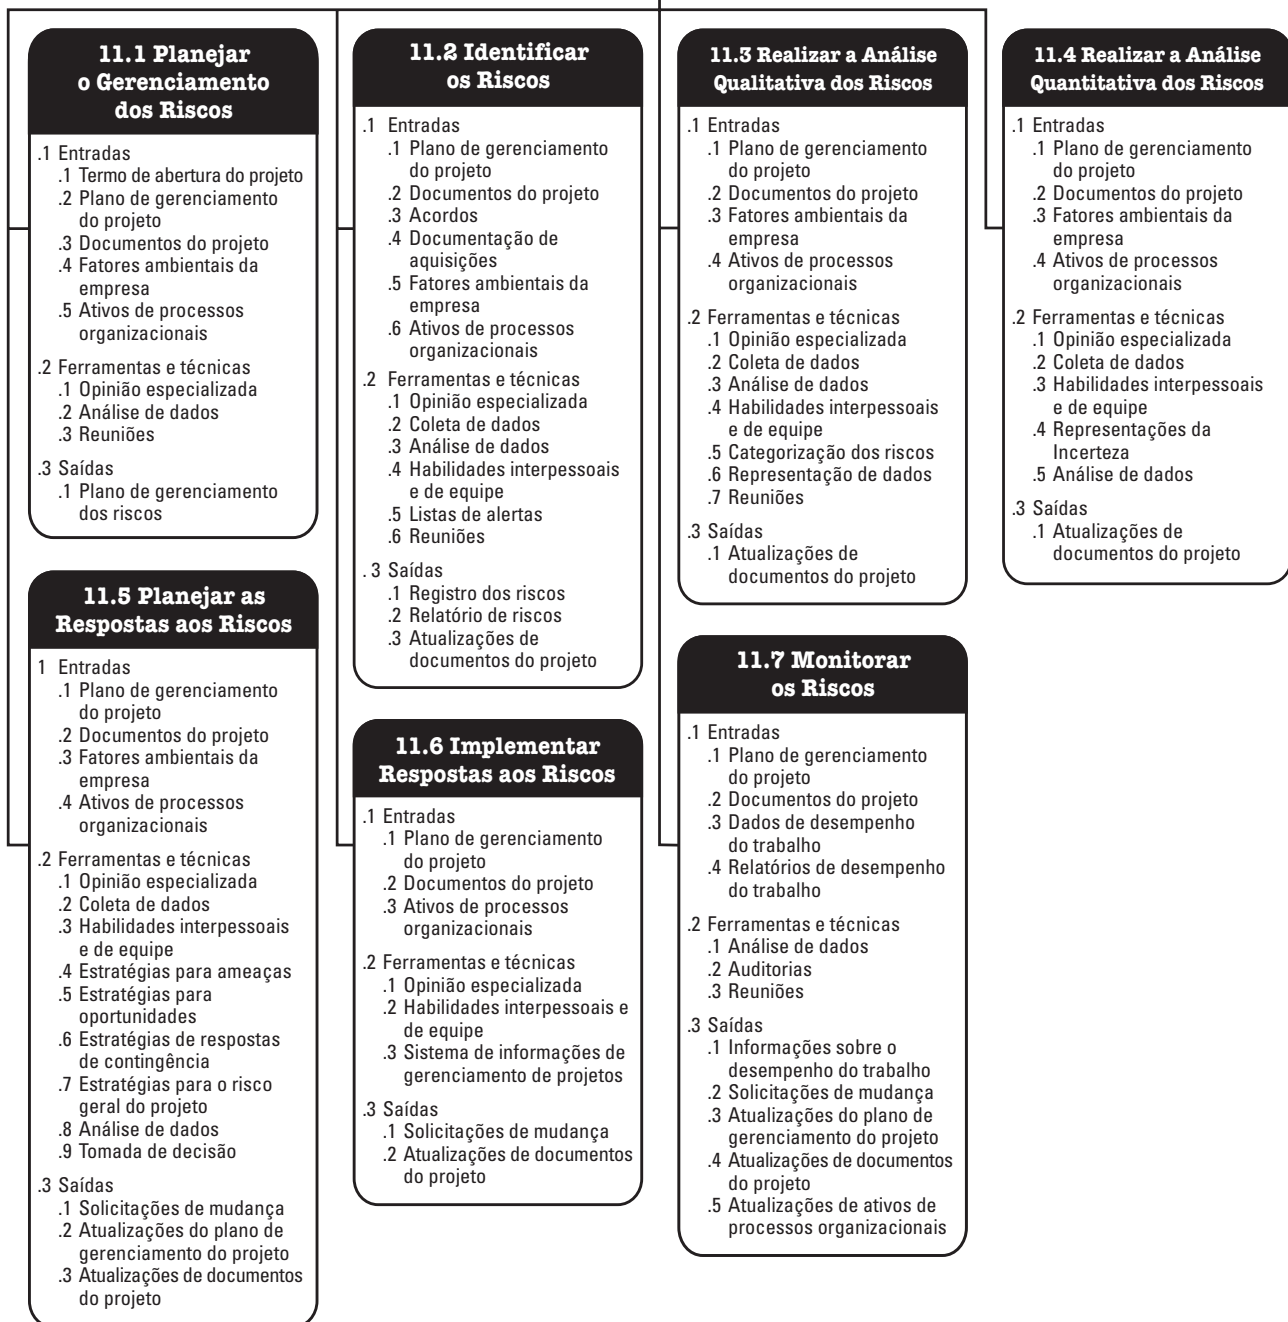 11.1 Planejar
o Gerenciamento
dos Riscos
.1 Entradas
.1 Termo de abertura do projeto
.2 Plano de gerenciamento
do projeto
.3 Documentos do projeto
.4 Fatores ambientais da
empresa
.5 Ativos de processos
organizacionais
.2 Ferramentas e técnicas
.1 Opinião especializada
.2 Análise de dados
.3 Reuniões
.3 Saídas
.1 Plano de gerenciamento
dos riscos
11.2 Identificar
os Riscos
.1 Entradas
.1 Plano de gerenciamento
do projeto
.2 Documentos do projeto
.3 Acordos
.4 Documentação de
aquisições
.5 Fatores ambientais da
empresa
.6 Ativos de processos
organizacionais
.2 Ferramentas e técnicas
.1 Opinião especializada
.2 Coleta de dados
.3 Análise de dados
.4 Habilidades interpessoais
e de equipe
.5 Listas de alertas
.6 Reuniões
. 3 Saídas
.1 Registro dos riscos
.2 Relatório de riscos
.3 Atualizações de
documentos do projeto
11.3 Realizar a Análise
Qualitativa dos Riscos
.1 Entradas
.1 Plano de gerenciamento
do projeto
.2 Documentos do projeto
.3 Fatores ambientais da
empresa
.4 Ativos de processos
organizacionais
.2 Ferramentas e técnicas
.1 Opinião especializada
.2 Coleta de dados
.3 Análise de dados
.4 Habilidades interpessoais
e de equipe
.5 Categorização dos riscos
.6 Representação de dados
.7 Reuniões
.3 Saídas
.1 Atualizações de
documentos do projeto
11.4 Realizar a Análise
Quantitativa dos Riscos
.1 Entradas
.1 Plano de gerenciamento
do projeto
.2 Documentos do projeto
.3 Fatores ambientais da
empresa
.4 Ativos de processos
organizacionais
.2 Ferramentas e técnicas
.1 Opinião especializada
.2 Coleta de dados
.3 Habilidades interpessoais
e de equipe
.4 Representações da
Incerteza
.5 Análise de dados
.3 Saídas
.1 Atualizações de
documentos do projeto
11.5 Planejar as
Respostas aos Riscos
1 Entradas
.1 Plano de gerenciamento
do projeto
.2 Documentos do projeto
.3 Fatores ambientais da
empresa
.4 Ativos de processos
organizacionais
.2 Ferramentas e técnicas
.1 Opinião especializada
.2 Coleta de dados
.3 Habilidades interpessoais
e de equipe
.4 Estratégias para ameaças
.5 Estratégias para
oportunidades
.6 Estratégias de respostas
de contingência
.7 Estratégias para o risco
geral do projeto
.8 Análise de dados
.9 Tomada de decisão
.3 Saídas
.1 Solicitações de mudança
.2 Atualizações do plano de
gerenciamento do projeto
.3 Atualizações de documentos
do projeto
11.6 Implementar
Respostas aos Riscos
.1 Entradas
.1 Plano de gerenciamento
do projeto
.2 Documentos do projeto
.3 Ativos de processos
organizacionais
.2 Ferramentas e técnicas
.1 Opinião especializada
.2 Habilidades interpessoais e
de equipe
.3 Sistema de informações de
gerenciamento de projetos
.3 Saídas
.1 Solicitações de mudança
.2 Atualizações de documentos
do projeto
11.7 Monitorar
os Riscos
.1 Entradas
.1 Plano de gerenciamento
do projeto
.2 Documentos do projeto
.3 Dados de desempenho
do trabalho
.4 Relatórios de desempenho
do trabalho
.2 Ferramentas e técnicas
.1 Análise de dados
.2 Auditorias
.3 Reuniões
.3 Saídas
.1 Informações sobre o
desempenho do trabalho
.2 Solicitações de mudança
.3 Atualizações do plano de
gerenciamento do projeto
.4 Atualizações de documentos
do projeto
.5 Atualizações de ativos de
processos organizacionais